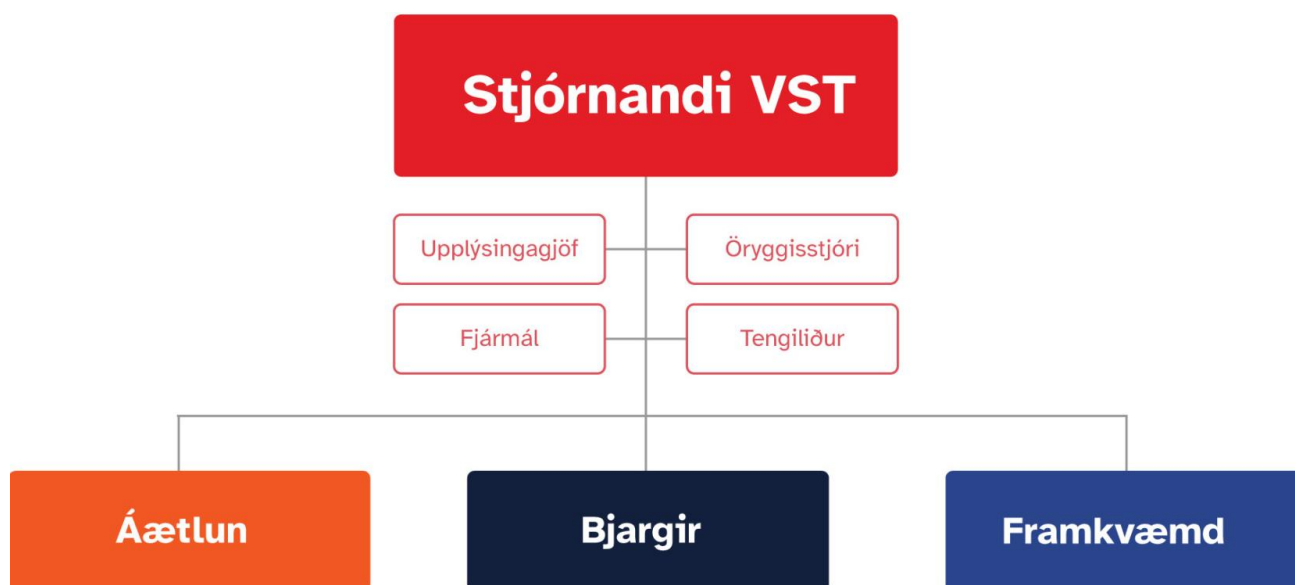 Stjórnandi VST
Upplýsingagjöf
Öryggisstjóri
Fjármál
Tengiliður
Áætlun
Bjargir
Framkvæmd